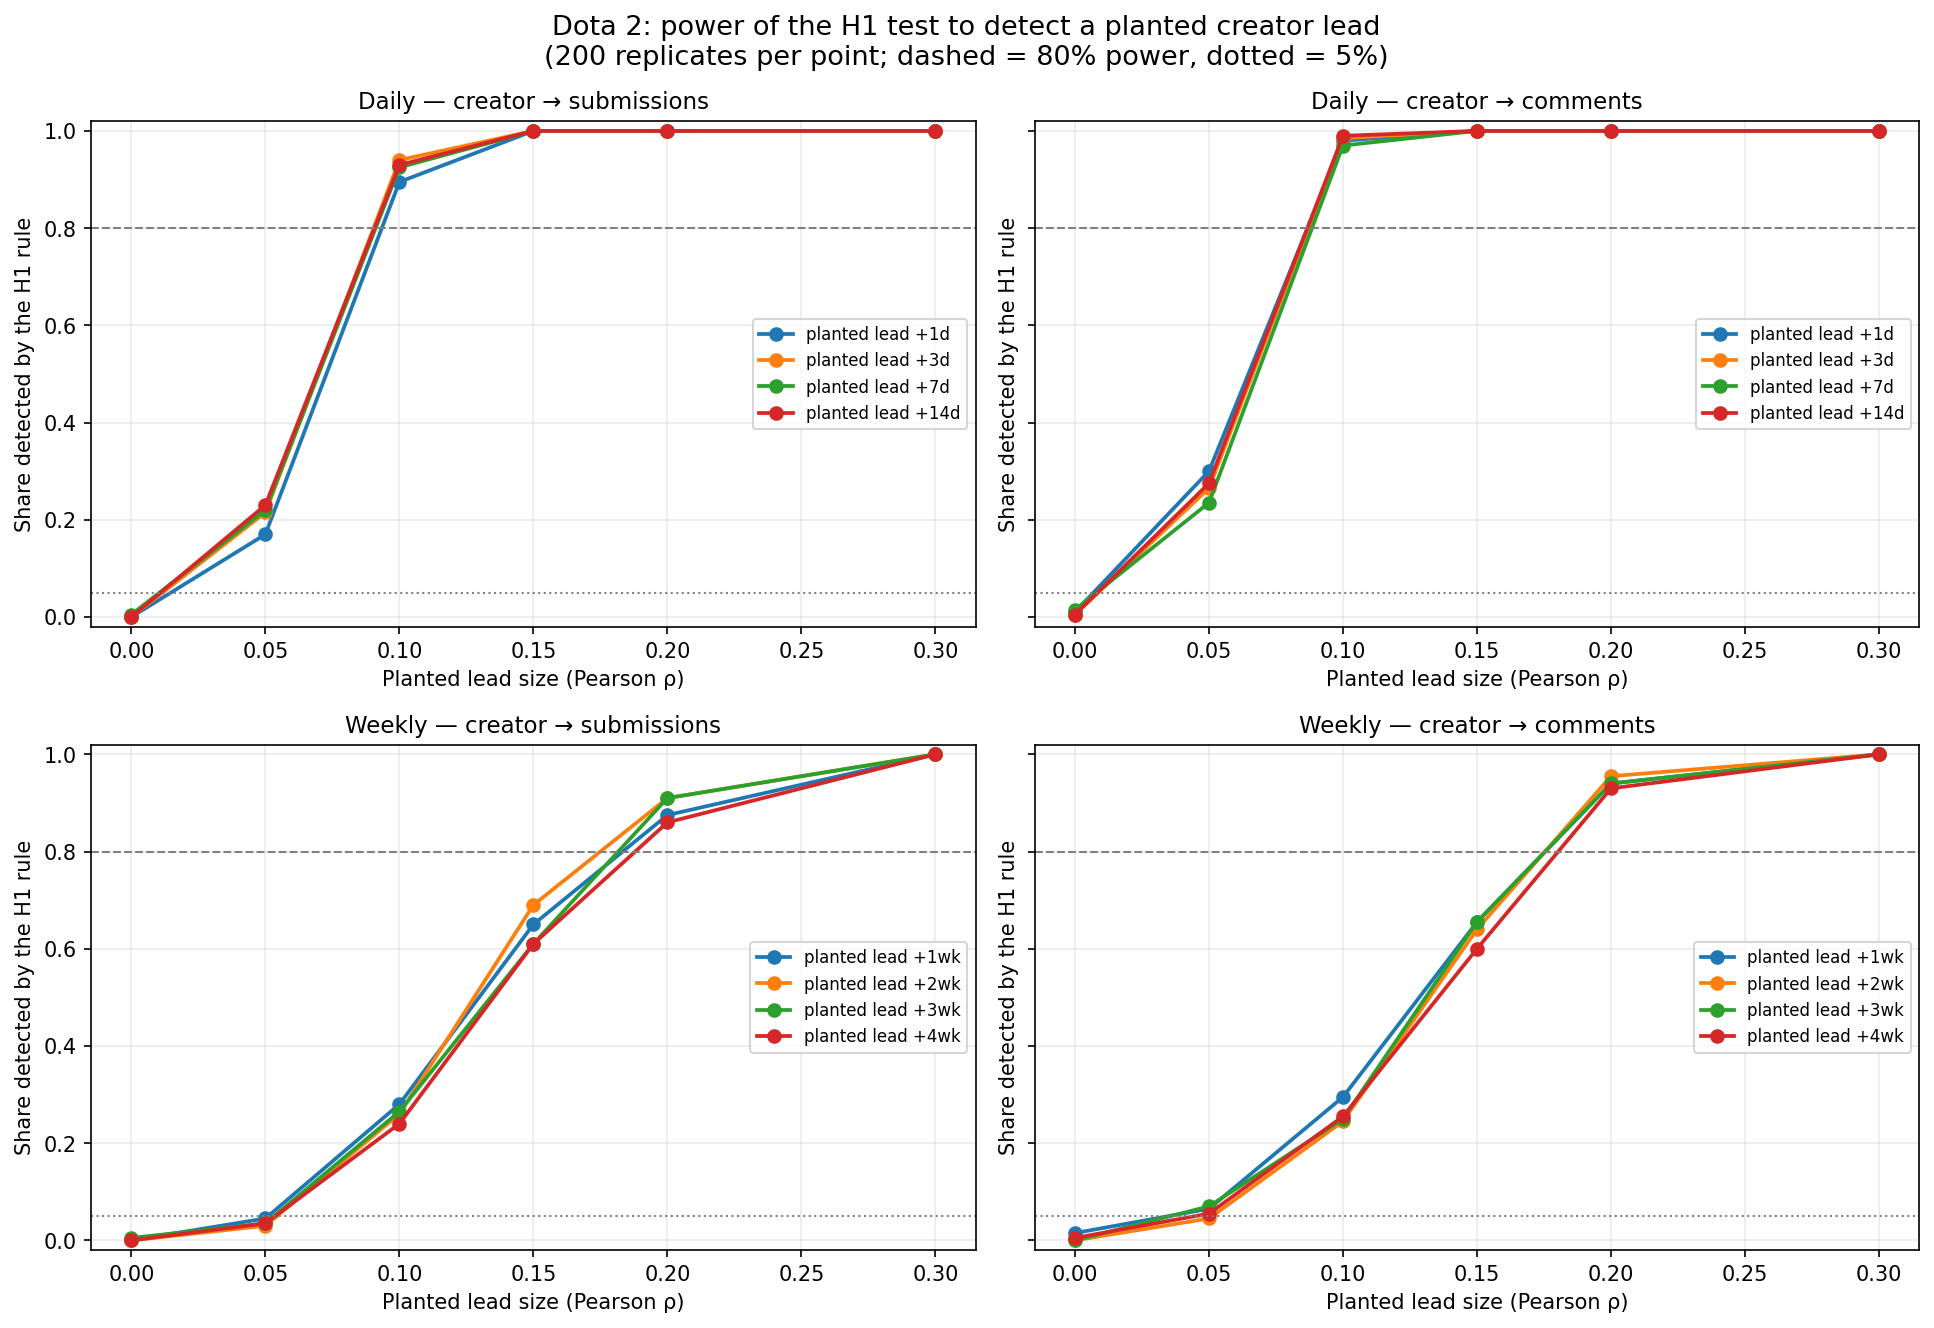 Dota 2: power of the H1 test to detect a planted creator lead
(200 replicates per point; dashed = 80% power, dotted = 5%)
Daily — creator → submissions
1.0
0.8
0.6
0.4
0.2
0.0
Share detected by the H1 rule
planted lead +1d
planted lead +3d
planted lead +7d
planted lead +14d
0.00 0.05 0.10 0.15 0.20 0.25 0.30
Planted lead size (Pearson ρ)
Daily — creator → comments
Share detected by the H1 rule
planted lead +1d
planted lead +3d
planted lead +7d
planted lead +14d
0.00 0.05 0.10 0.15 0.20 0.25 0.30
Planted lead size (Pearson ρ)
Weekly — creator → submissions
1.0
0.8
0.6
0.4
0.2
0.0
Share detected by the H1 rule
planted lead +1wk
planted lead +2wk
planted lead +3wk
planted lead +4wk
0.00 0.05 0.10 0.15 0.20 0.25 0.30
Planted lead size (Pearson ρ)
Weekly — creator → comments
Share detected by the H1 rule
planted lead +1wk
planted lead +2wk
planted lead +3wk
planted lead +4wk
0.00 0.05 0.10 0.15 0.20 0.25 0.30
Planted lead size (Pearson ρ)